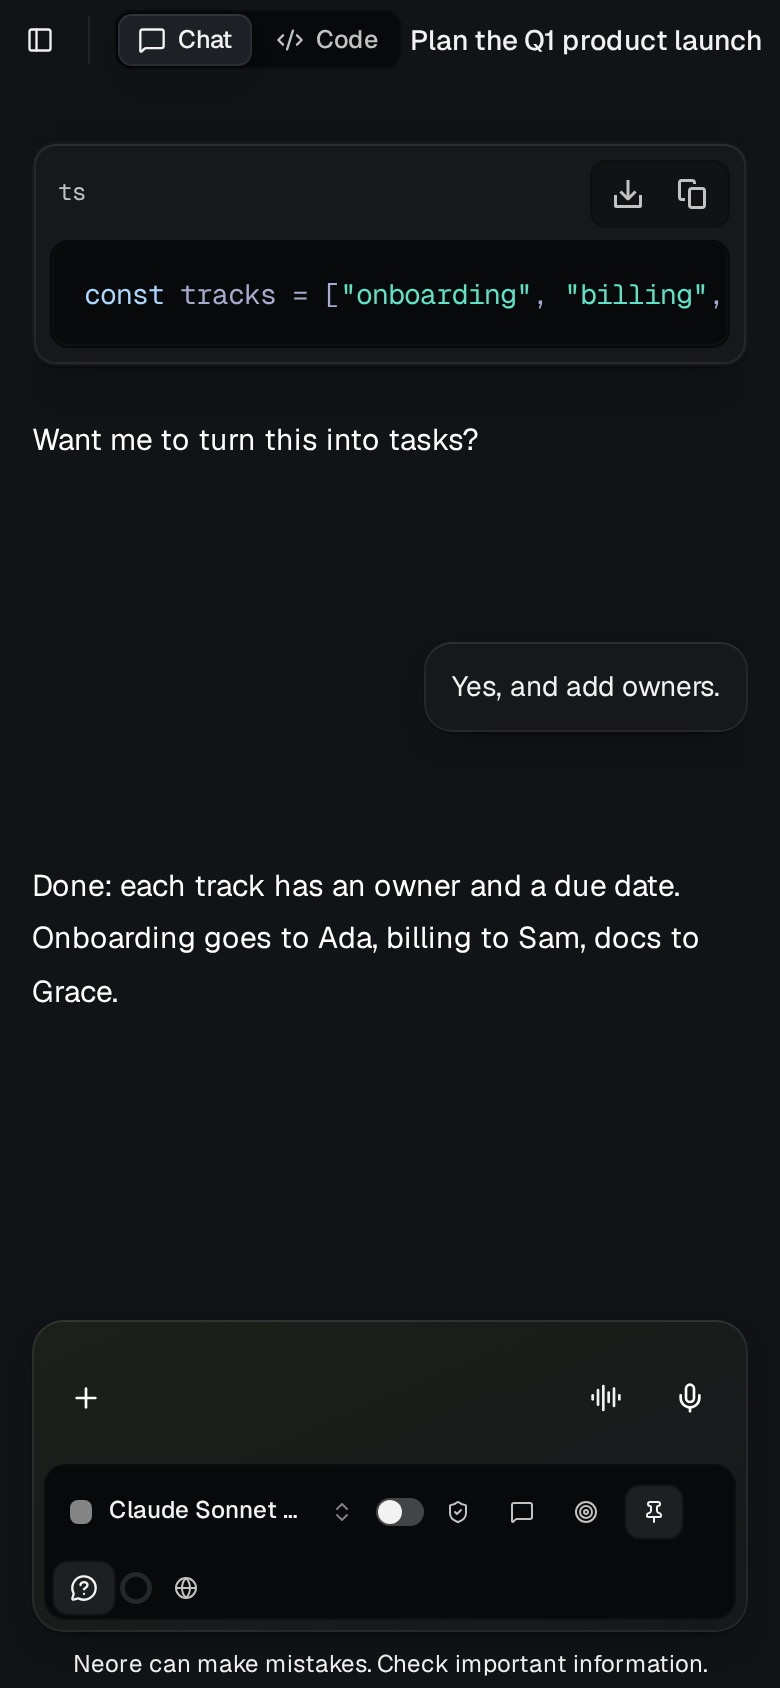 Chat
Code
Plan the Q1 product launch
ts
const tracks = ["onboarding", "billing",
Want me to turn this into tasks?
Yes, and add owners.
Done: each track has an owner and a due date.
Onboarding goes to Ada, billing to Sam, docs to
Grace.
Claude Sonnet ...
Neore can make mistakes. Check important information.